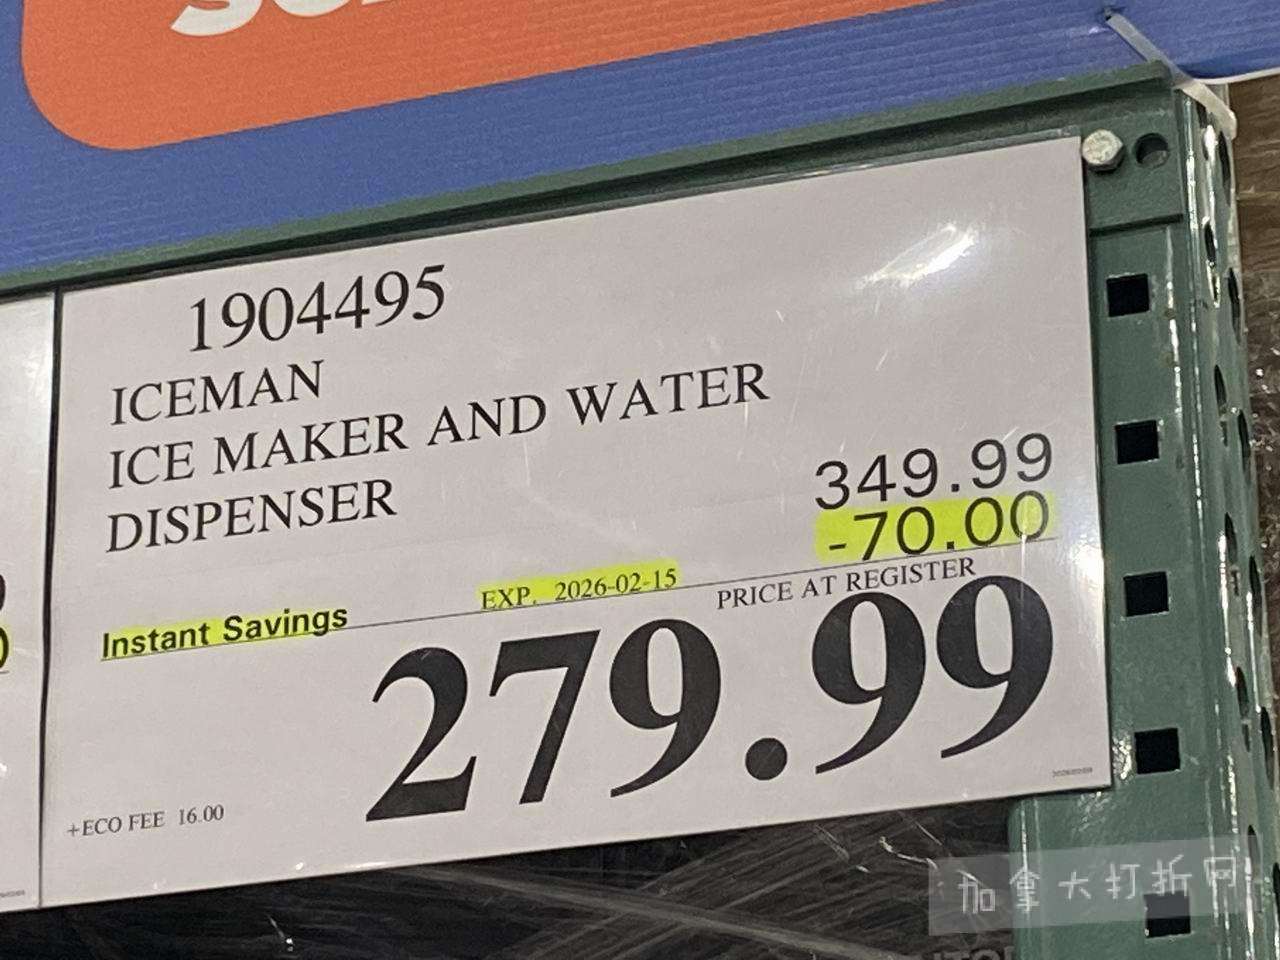 1904495
ICEMAN
ICE MAKER AND WATER
DISPENSER
349.99
-70.00
Instant Savings
EXP. 2026-02-15
PRICE AT REGISTER
279.99
+ECO FEE 16.00
加拿大打折网